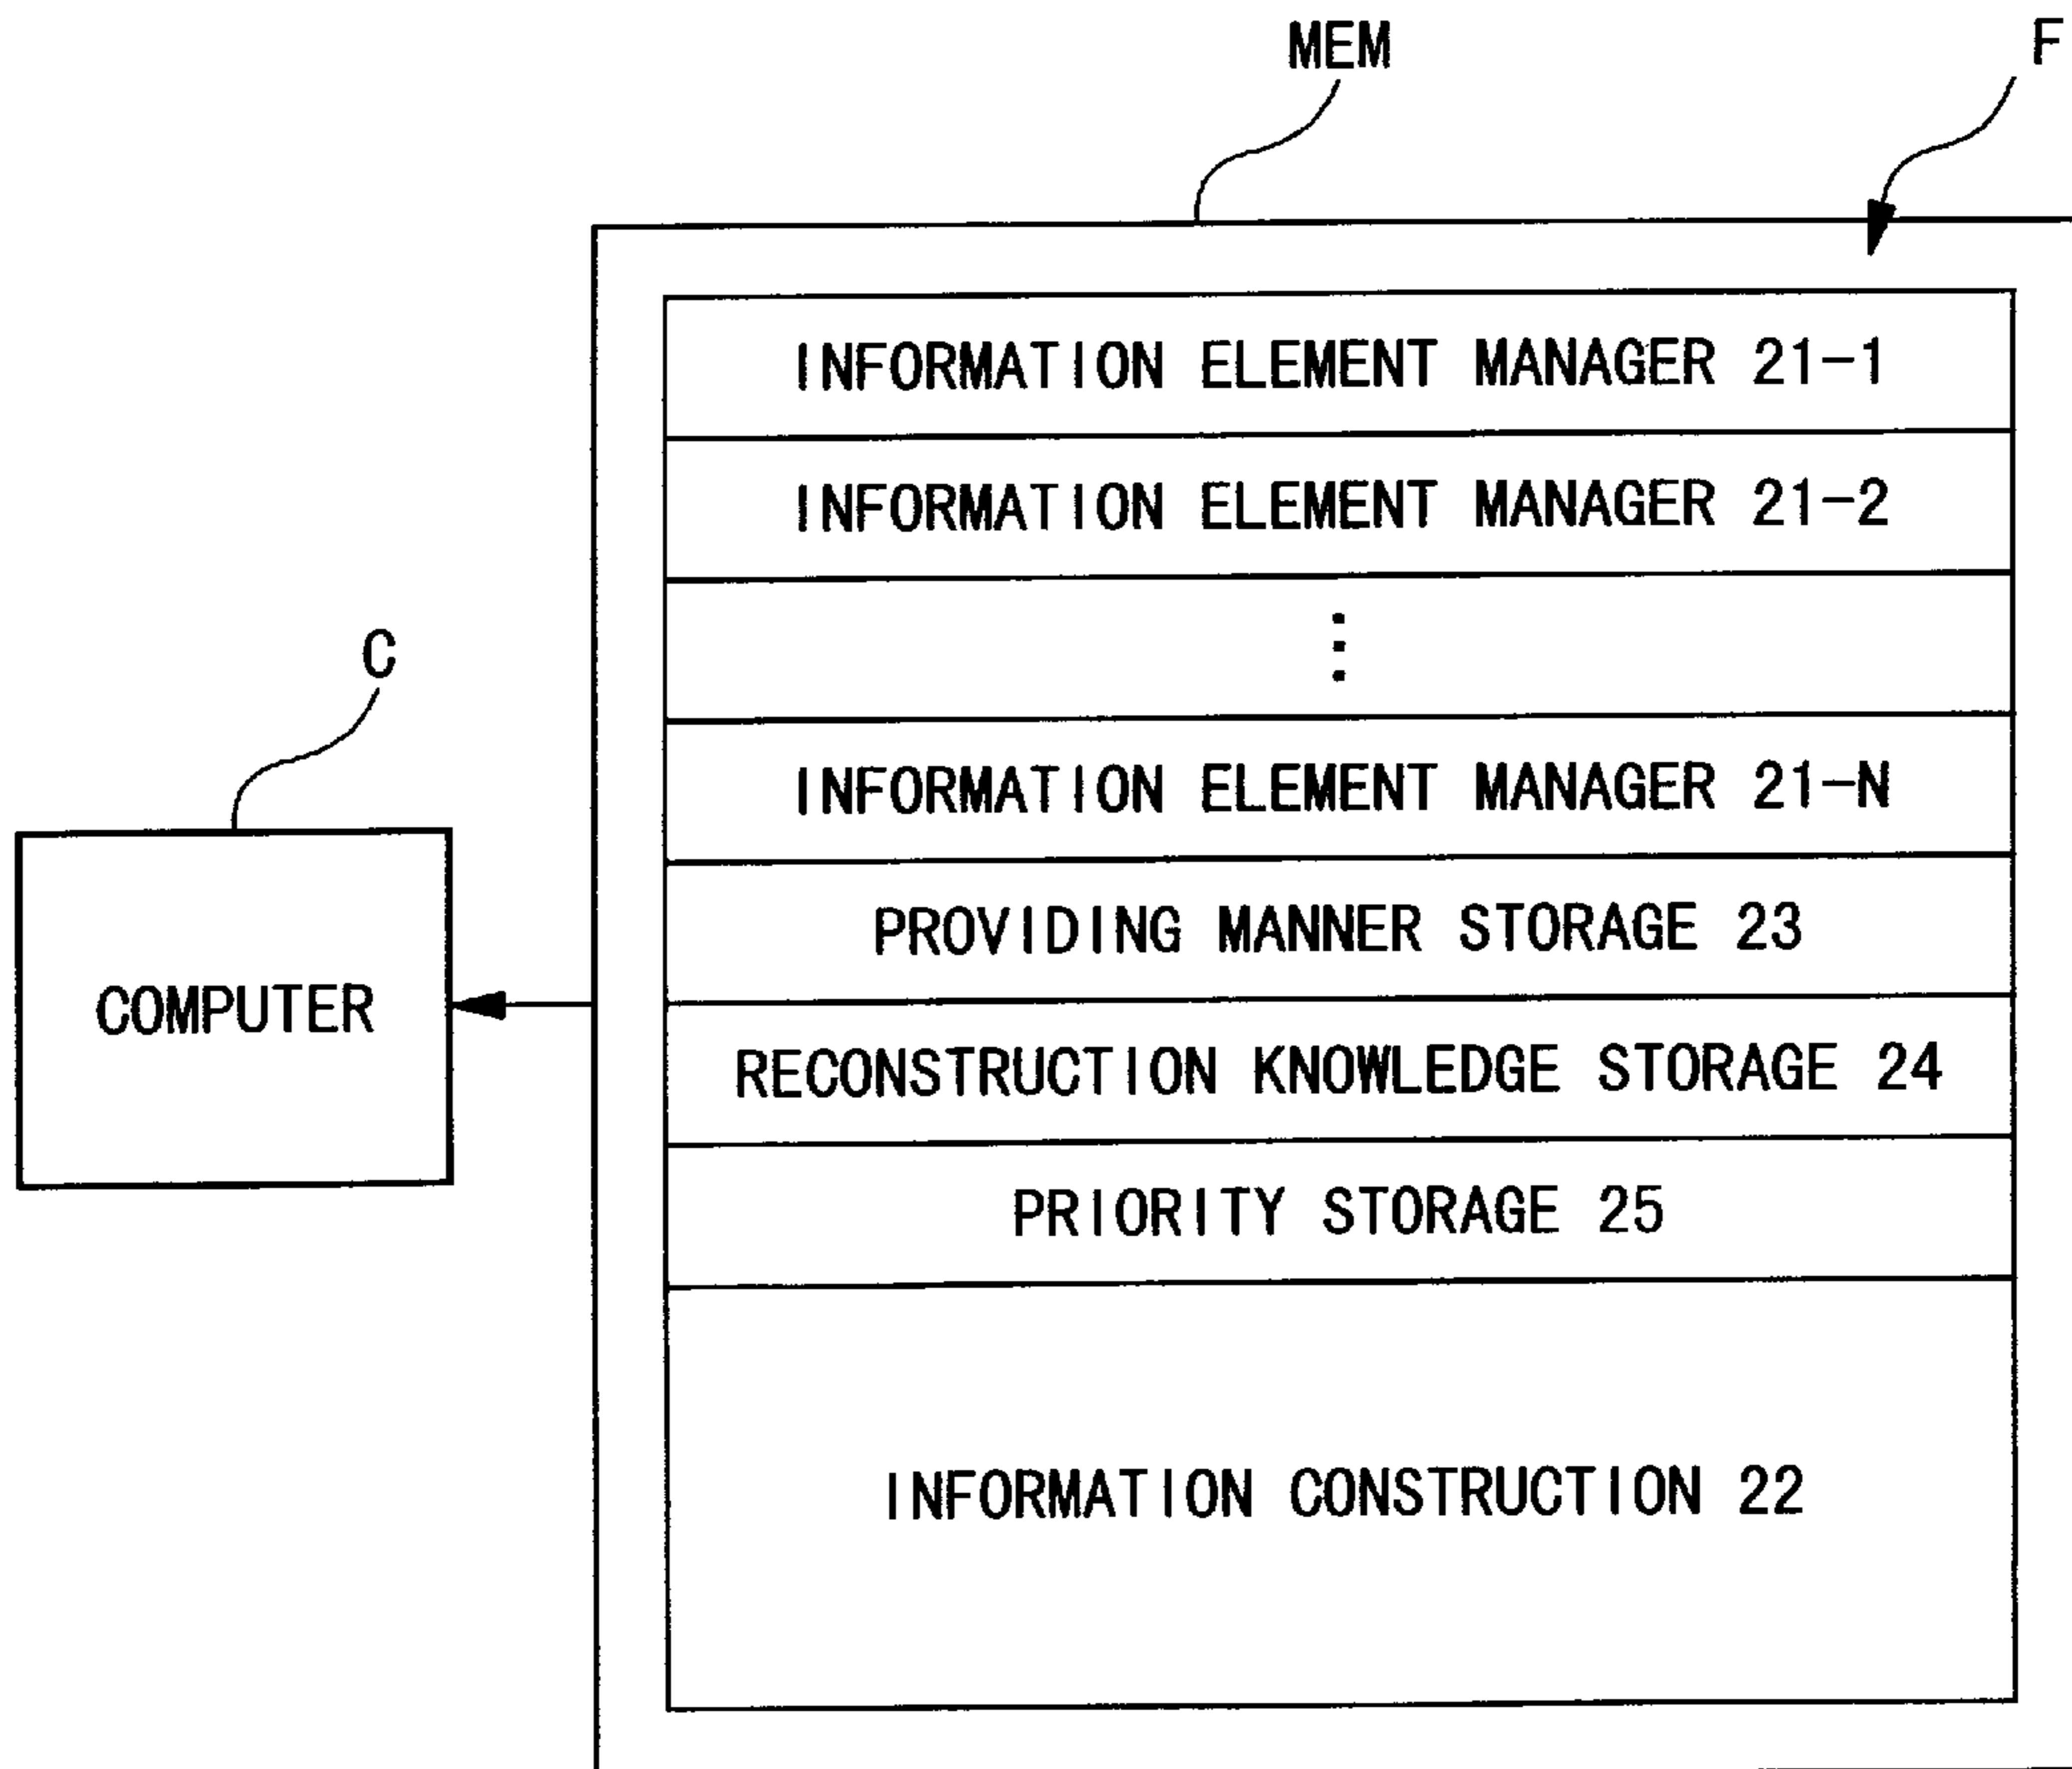 MEM
F
INFORMATION ELEMENT MANAGER 21-1
INFORMATION ELEMENT MANAGER 21-2
⋮
INFORMATION ELEMENT MANAGER 21-N
C
COMPUTER
PROVIDING MANNER STORAGE 23
RECONSTRUCTION KNOWLEDGE STORAGE 24
PRIORITY STORAGE 25
INFORMATION CONSTRUCTION 22